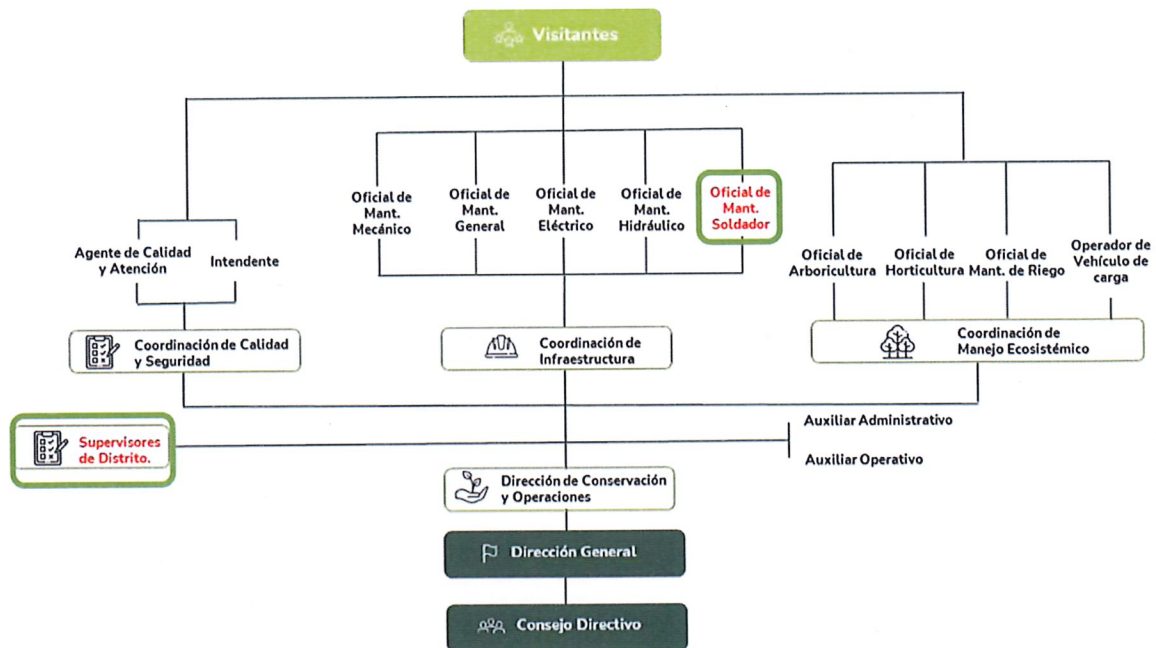 Visitantes
Oficial de
Mant.
Mecánico
Oficial de
Mant.
General
Oficial de
Mant.
Eléctrico
Oficial de
Mant.
Hidráulico
Oficial de
Mant.
Soldador
Agente de Calidad
y Atención
Intendente
Oficial de
Arboricultura
Oficial de
Horticultura
Oficial de
Mant. de Riego
Operador de
Vehículo de
carga
Coordinación de Calidad
y Seguridad
Coordinación de
Infraestructura
Coordinación de
Manejo Ecosistémico
Supervisores
de Distrito.
Auxiliar Administrativo
Auxiliar Operativo
Dirección de Conservación
y Operaciones
Dirección General
Consejo Directivo